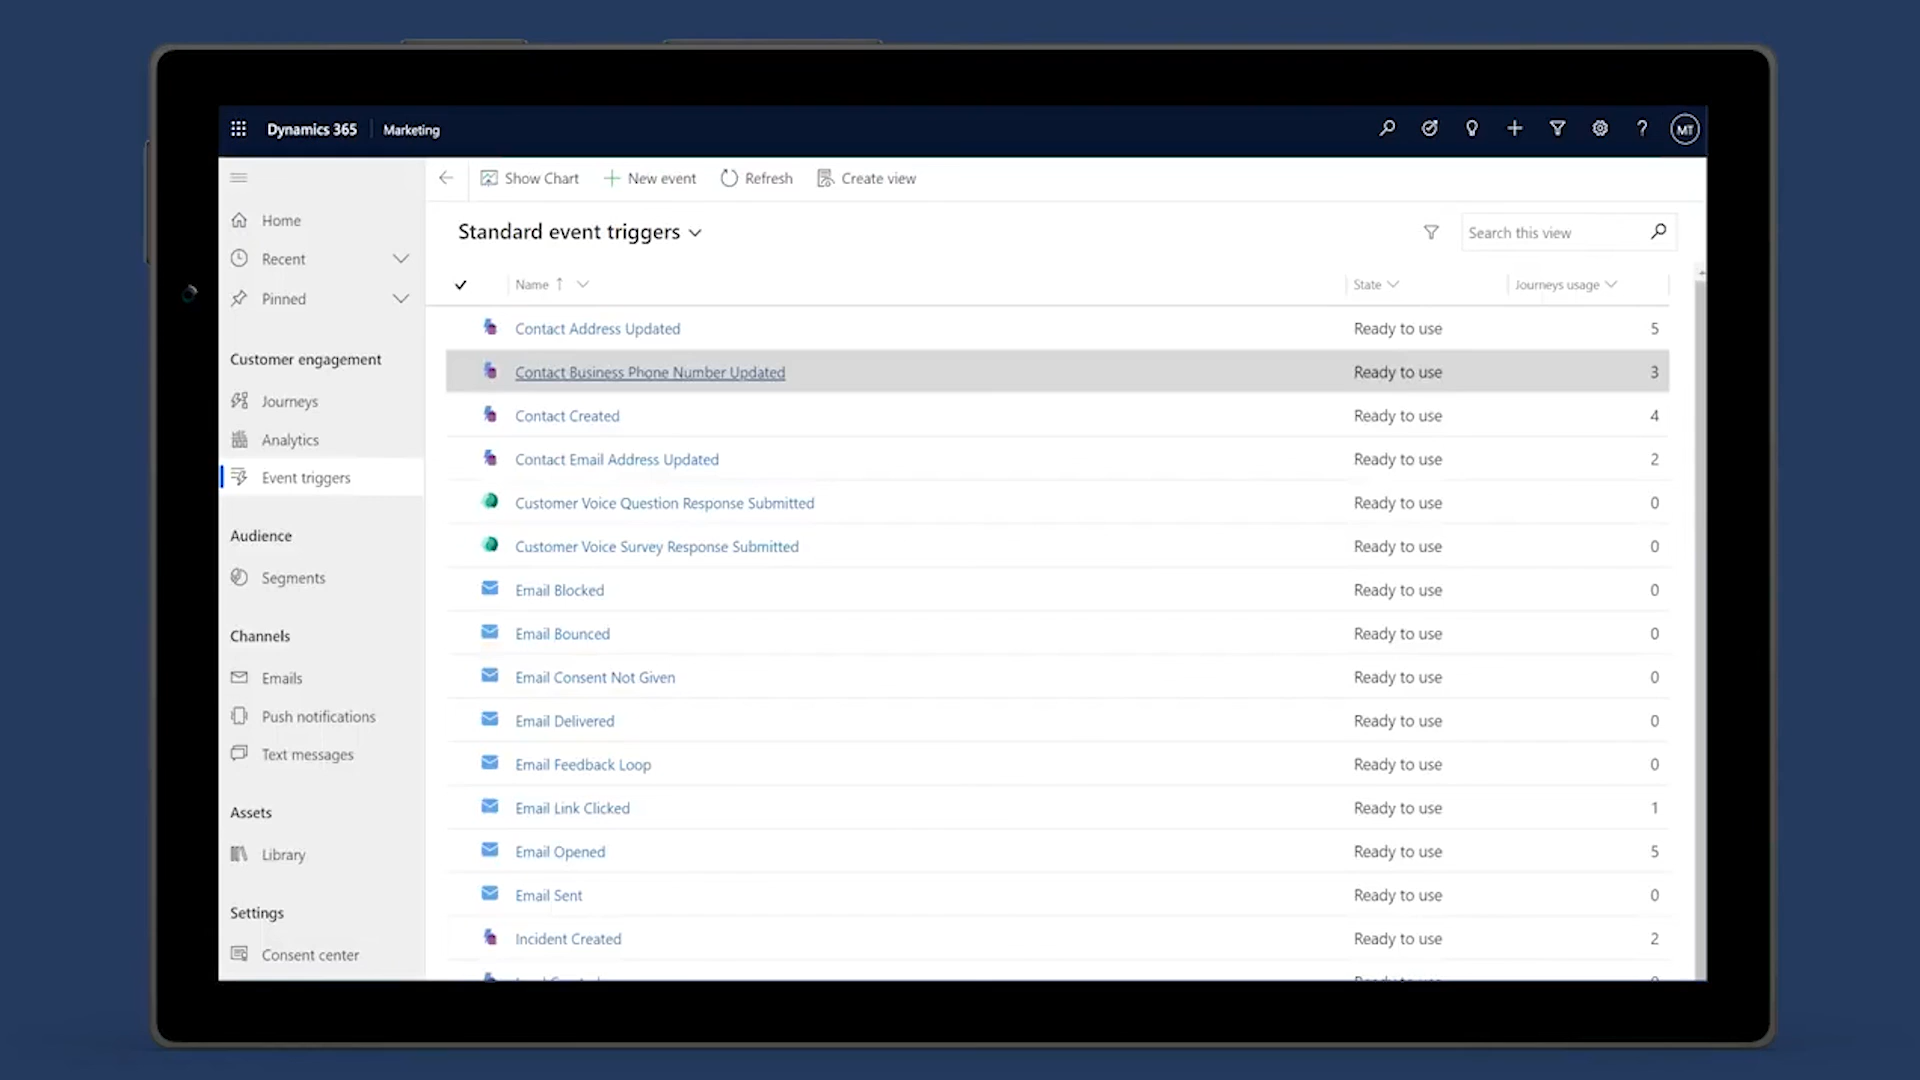 Dynamics 365 Marketing MT
Show Chart New event Refresh Create view
Home
Recent
Pinned
Customer engagement
Journeys
Analytics
Event triggers
Audience
Segments
Channels
Emails
Push notifications
Text messages
Assets
Library
Settings
Consent center
Standard event triggers Search this view
Name State Journeys usage
Contact Address Updated Ready to use 5
Contact Business Phone Number Updated Ready to use 3
Contact Created Ready to use 4
Contact Email Address Updated Ready to use 2
Customer Voice Question Response Submitted Ready to use 0
Customer Voice Survey Response Submitted Ready to use 0
Email Blocked Ready to use 0
Email Bounced Ready to use 0
Email Consent Not Given Ready to use 0
Email Delivered Ready to use 0
Email Feedback Loop Ready to use 0
Email Link Clicked Ready to use 1
Email Opened Ready to use 5
Email Sent Ready to use 0
Incident Created Ready to use 2